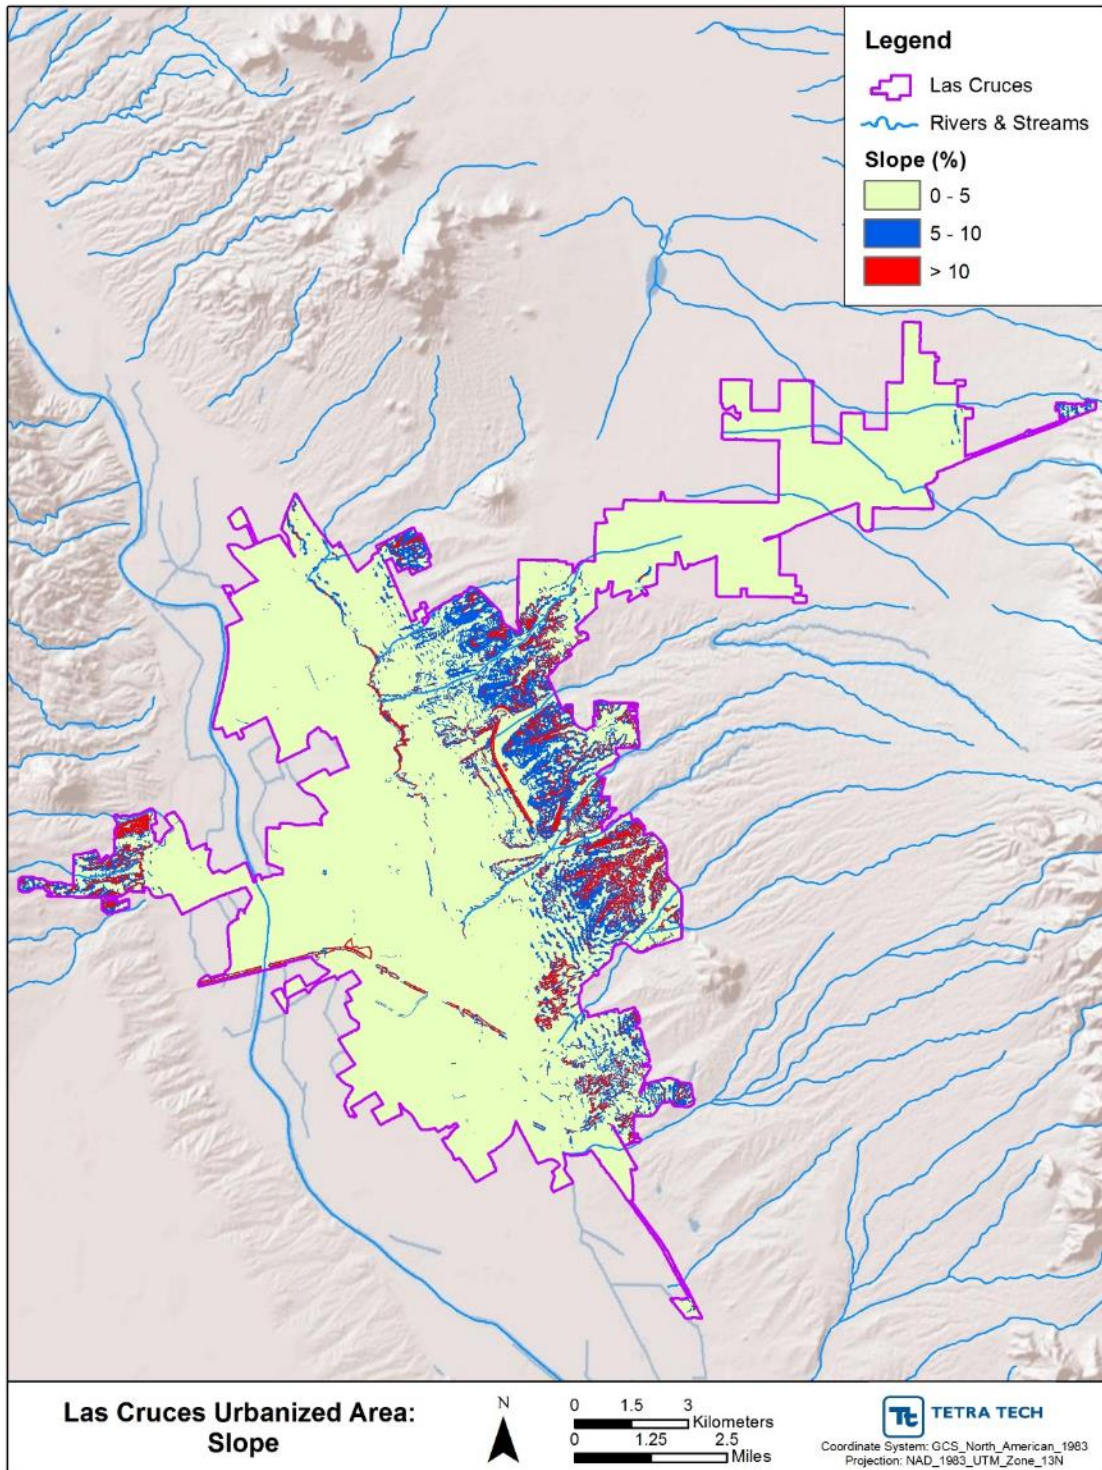 Legend
Las Cruces
Rivers & Streams
Slope (%)
0 - 5
5 - 10
> 10
Las Cruces Urbanized Area:
Slope
N
0 1.5 3
Kilometers
0 1.25 2.5
Miles
Tt TETRA TECH
Coordinate System: GCS_North_American_1983
Projection: NAD_1983_UTM_Zone_13N